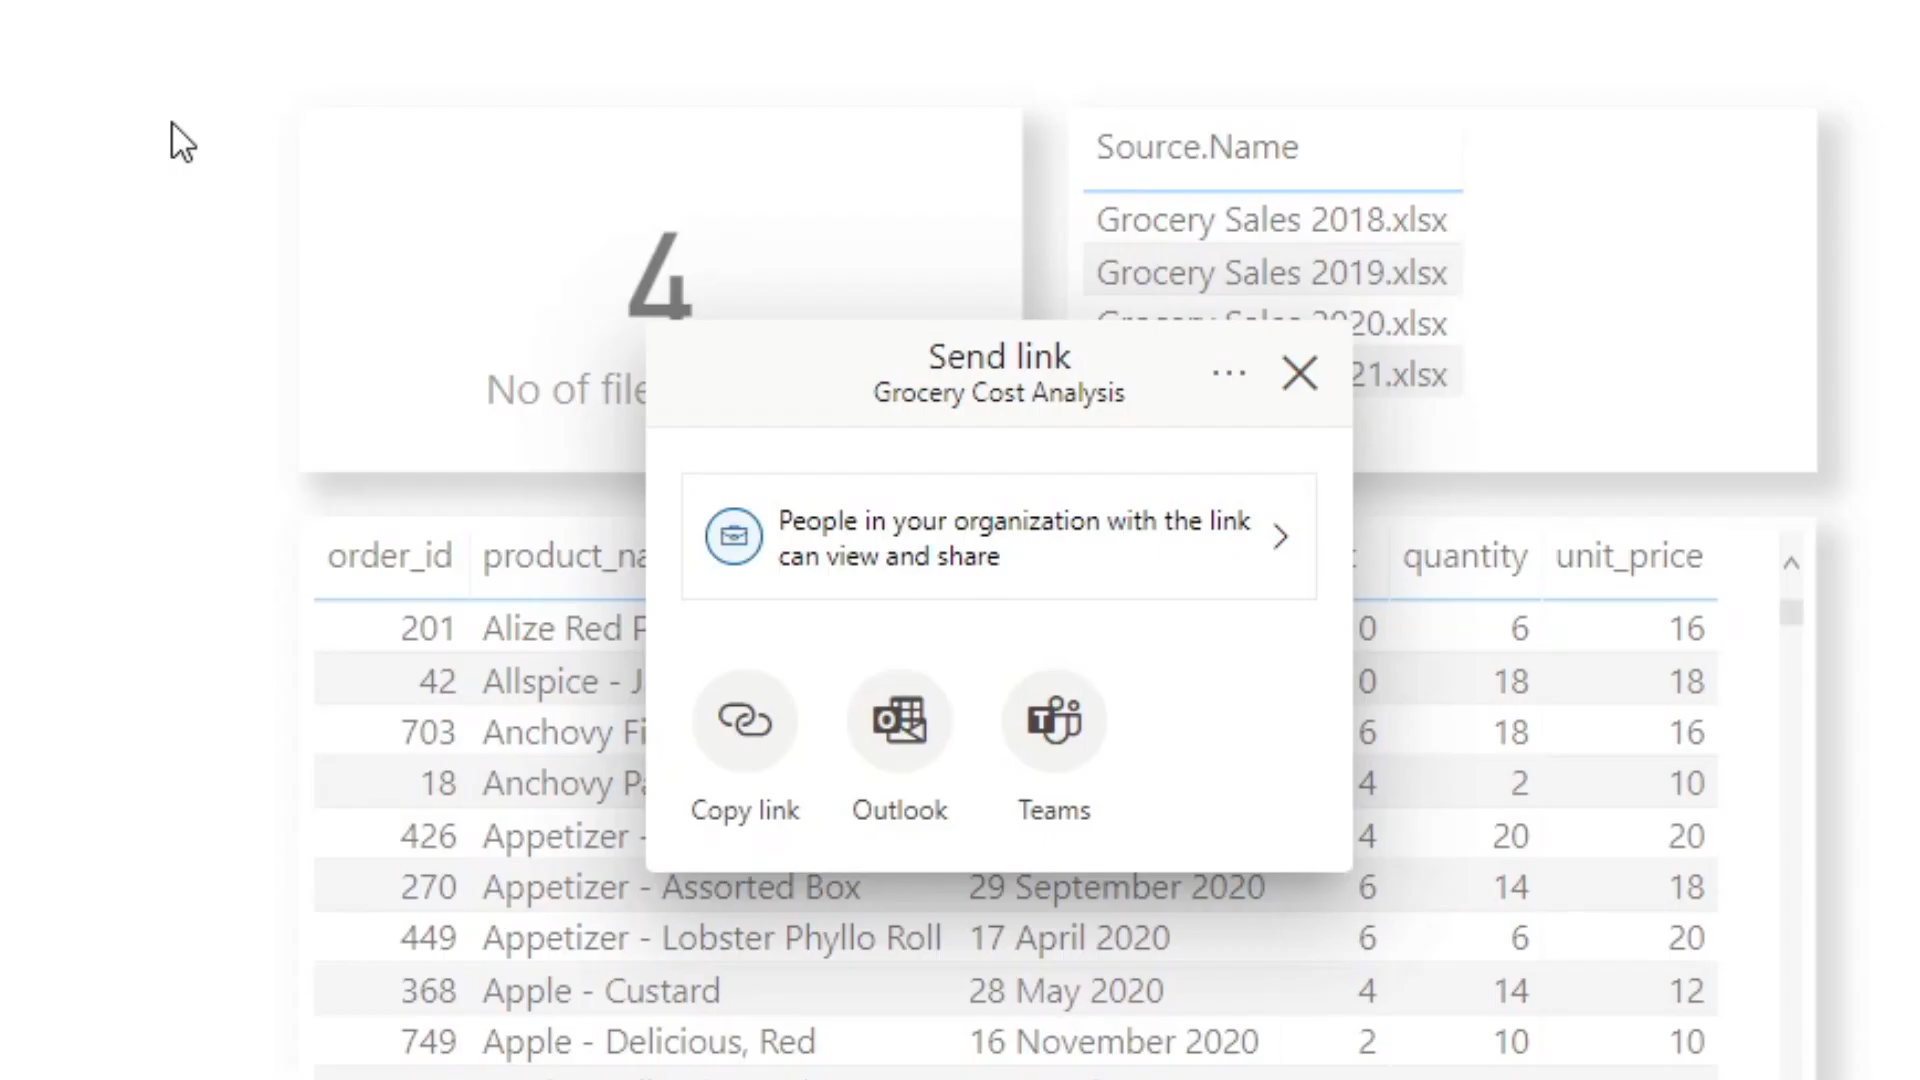 4
No of file
Source.Name
Grocery Sales 2018.xlsx
Grocery Sales 2019.xlsx
20.xlsx
21.xlsx
Send link
Grocery Cost Analysis
...
People in your organization with the link
can view and share
Copy link Outlook Teams
order_id product_na quantity unit_price
201 Alize Red P 0 6 16
42 Allspice - J 0 18 18
703 Anchovy Fi 6 18 16
18 Anchovy Pa 4 2 10
426 Appetizer - 4 20 20
270 Appetizer - Assorted Box 29 September 2020 6 14 18
449 Appetizer - Lobster Phyllo Roll 17 April 2020 6 6 20
368 Apple - Custard 28 May 2020 4 14 12
749 Apple - Delicious, Red 16 November 2020 2 10 10